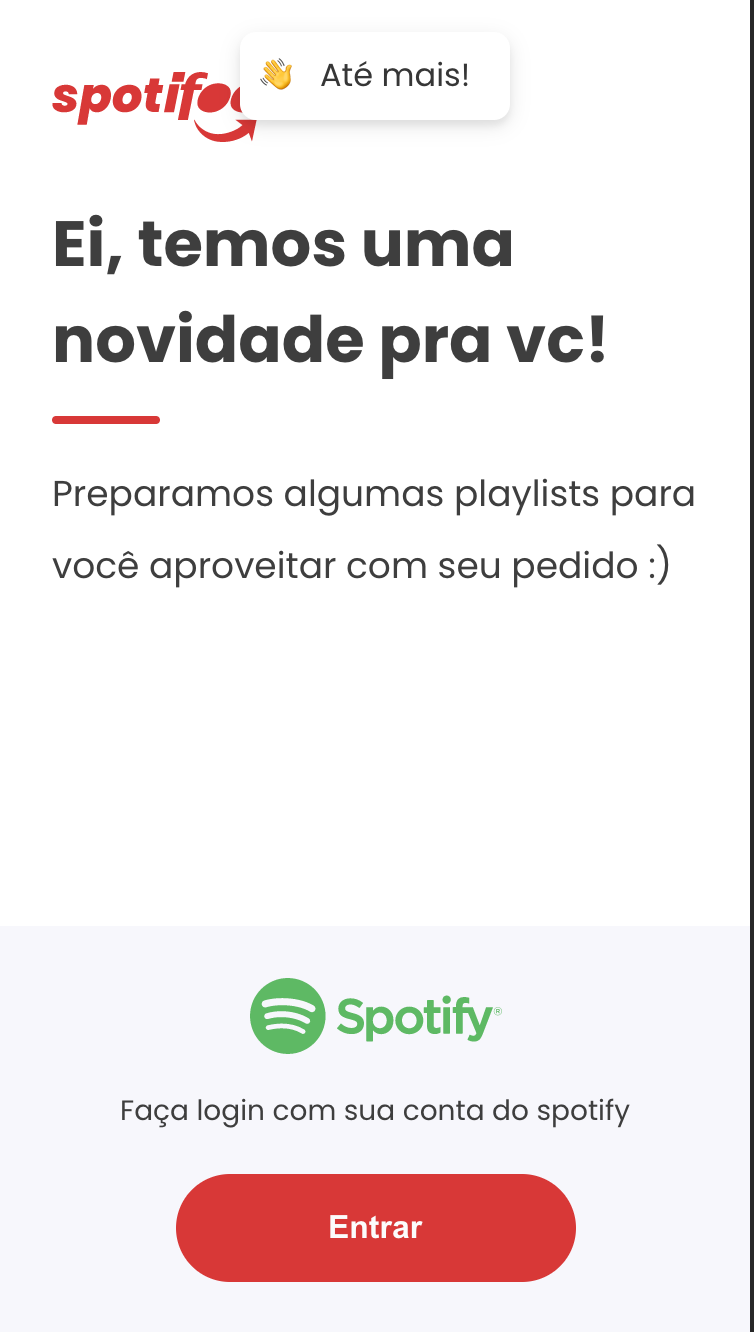 👋 Até mais!
Ei, temos uma
novidade pra vc!
Preparamos algumas playlists para
você aproveitar com seu pedido :)
Spotify®
Faça login com sua conta do spotify
Entrar